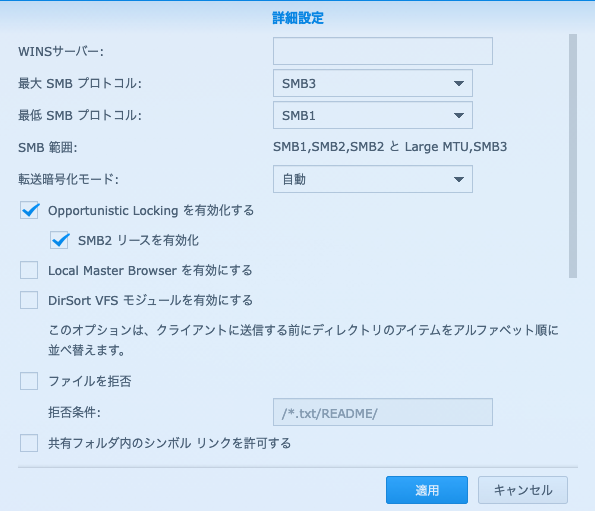 詳細設定
WINSサーバー:
最大 SMB プロトコル: SMB3
最低 SMB プロトコル: SMB1
SMB 範囲: SMB1,SMB2,SMB2 と Large MTU,SMB3
転送暗号化モード: 自動
Opportunistic Locking を有効化する
SMB2 リースを有効化
Local Master Browser を有効にする
DirSort VFS モジュールを有効にする
このオプションは、クライアントに送信する前にディレクトリのアイテムをアルファベット順に
並べ替えます。
ファイルを拒否
拒否条件: /*.txt/README/
共有フォルダ内のシンボル リンクを許可する
適用 キャンセル